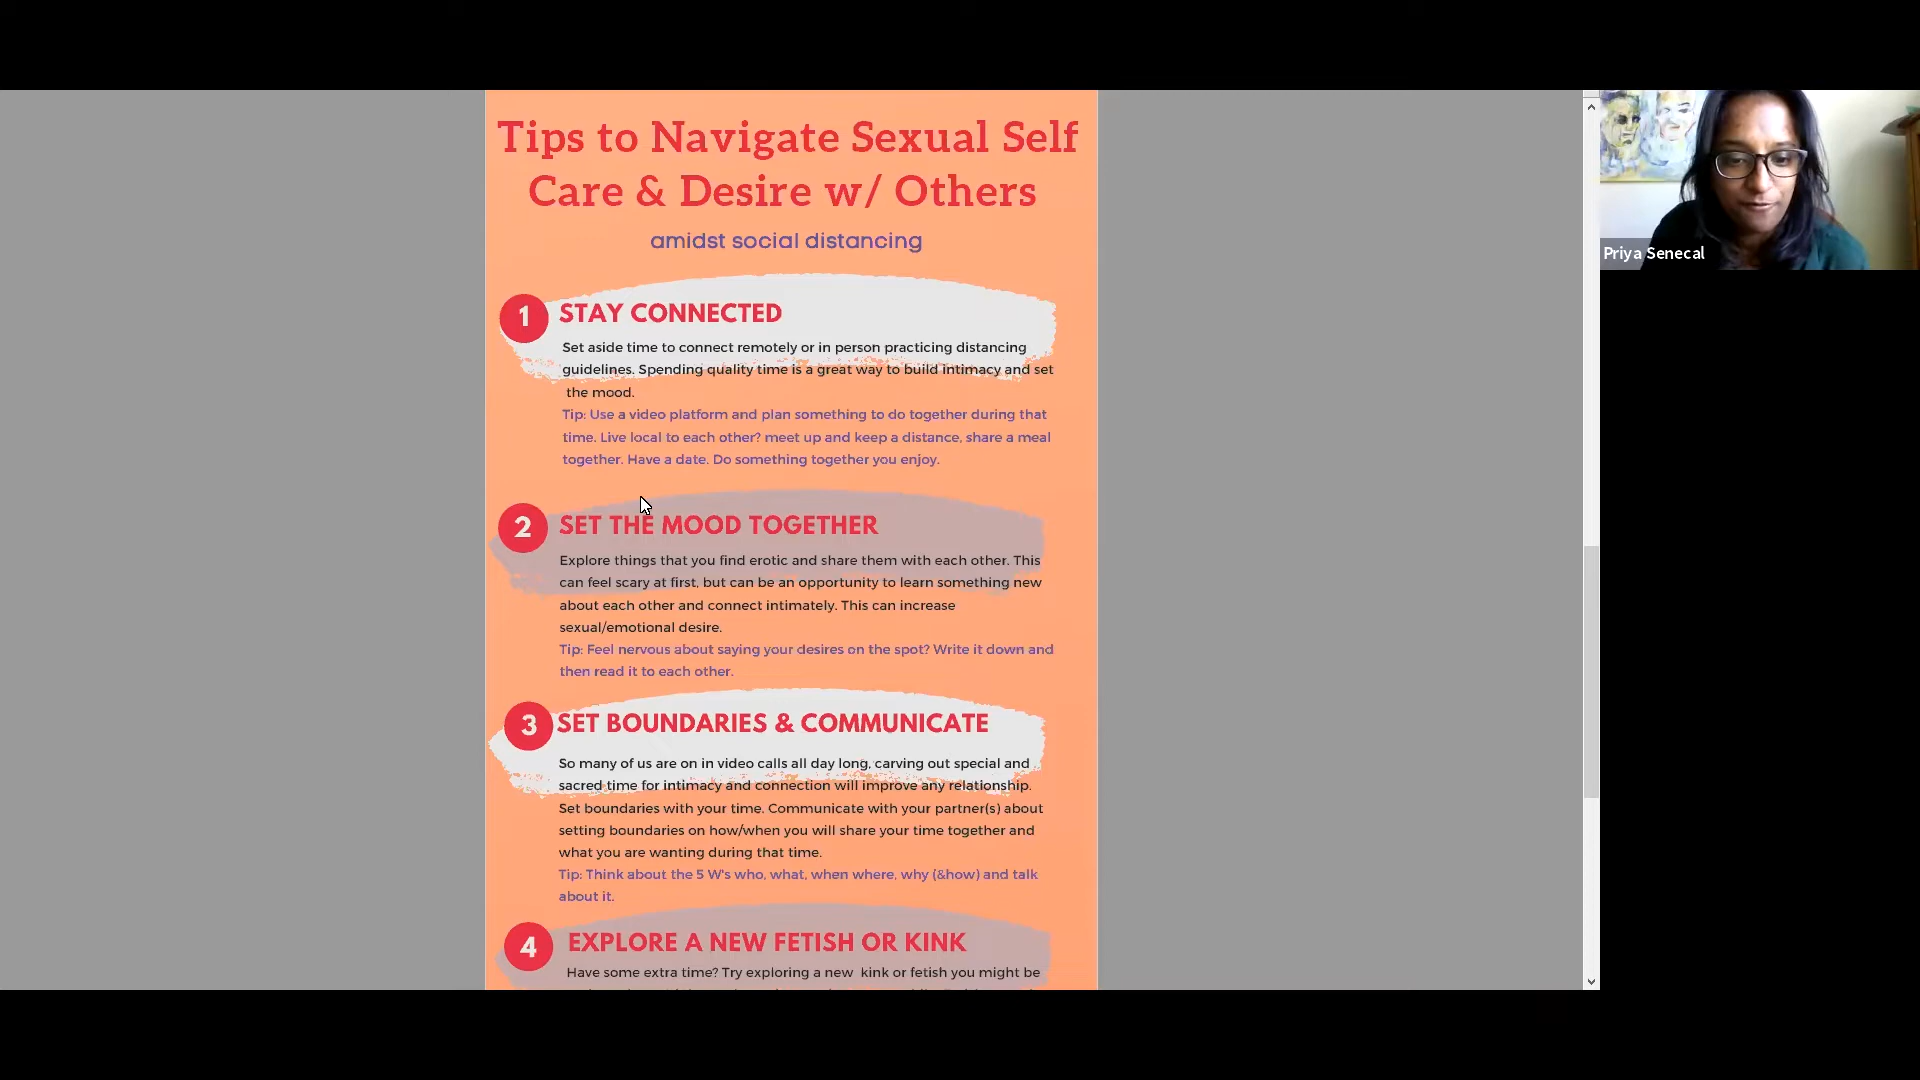 Tips to Navigate Sexual Self
Care & Desire w/ Others
amidst social distancing
1
STAY CONNECTED
Set aside time to connect remotely or in person practicing distancing
guidelines. Spending quality time is a great way to build intimacy and set
the mood.
Tip: Use a video platform and plan something to do together during that
time. Live local to each other? meet up and keep a distance, share a meal
together. Have a date. Do something together you enjoy.
2
SET THE MOOD TOGETHER
Explore things that you find erotic and share them with each other. This
can feel scary at first, but can be an opportunity to learn something new
about each other and connect intimately. This can increase
sexual/emotional desire.
Tip: Feel nervous about saying your desires on the spot? Write it down and
then read it to each other.
3
SET BOUNDARIES & COMMUNICATE
So many of us are on in video calls all day long, carving out special and
sacred time for intimacy and connection will improve any relationship.
Set boundaries with your time. Communicate with your partner(s) about
setting boundaries on how/when you will share your time together and
what you are wanting during that time.
Tip: Think about the 5 W's who, what, when where, why (&how) and talk
about it.
4
EXPLORE A NEW FETISH OR KINK
Have some extra time? Try exploring a new kink or fetish you might be
Priya Senecal